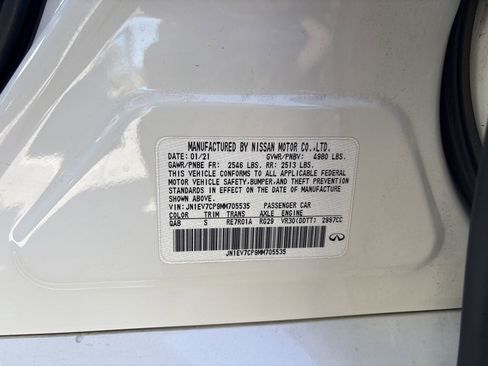 MANUFACTURED BY NISSAN MOTOR CO.,LTD.
DATE: 01/21 GVWR/PNBV: 4980 LBS.
GAWR/PNBE FR: 2546 LBS. RR: 2513 LBS.
THIS VEHICLE CONFORMS TO ALL APPLICABLE FEDERAL
MOTOR VEHICLE SAFETY, BUMPER, AND THEFT PREVENTION
STANDARDS IN EFFECT ON THE DATE OF MANUFACTURE
SHOWN ABOVE.
VIN: JN1EV7CP9MM705535 PASSENGER CAR
COLOR TRIM TRANS AXLE ENGINE
QAB S RE7R01A RG29 VR30(DDTT) 2997CC
JN1EV7CP9MM705535